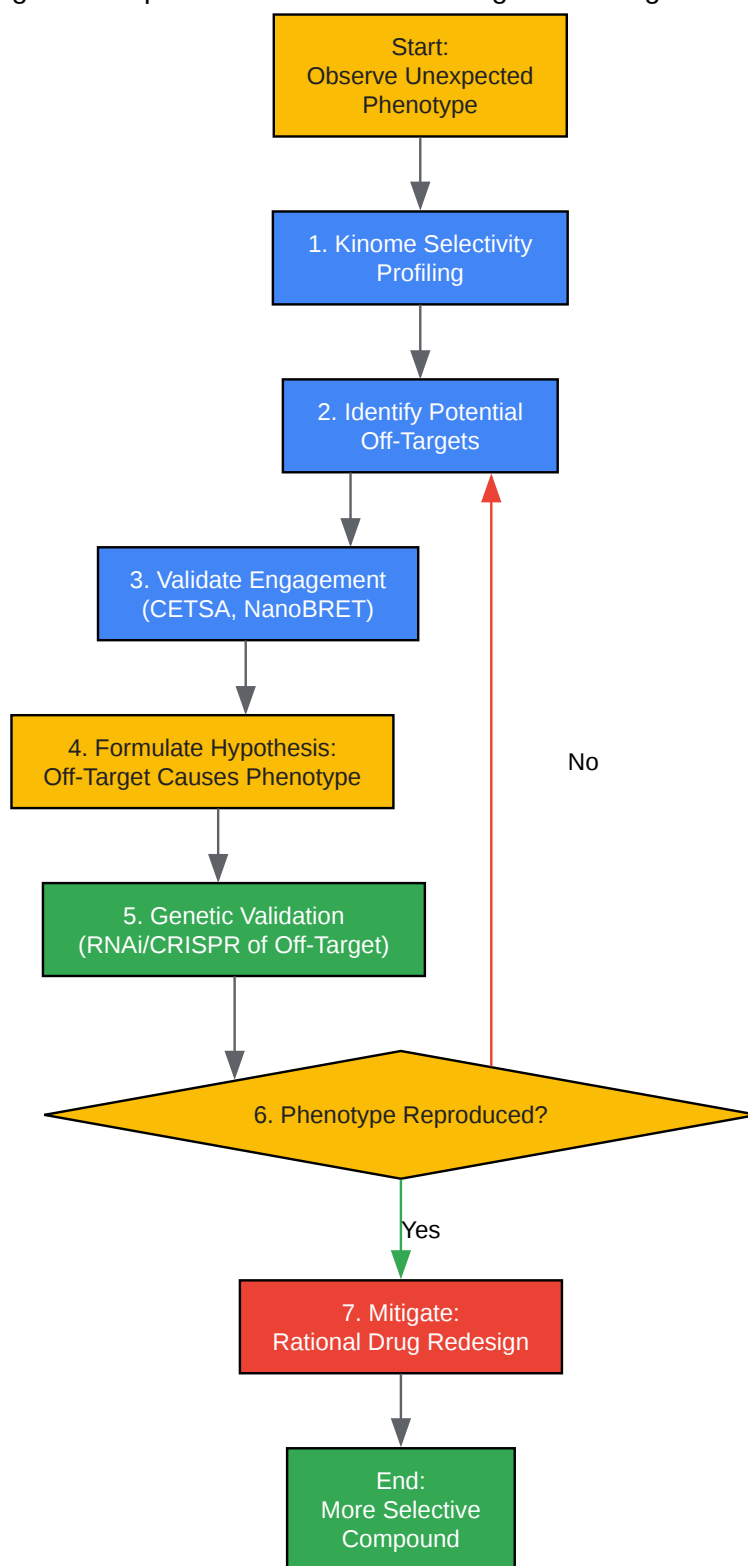 Start:
Observe Unexpected
Phenotype
1. Kinome Selectivity
Profiling
2. Identify Potential
Off-Targets
3. Validate Engagement
(CETSA, NanoBRET)
4. Formulate Hypothesis:
Off-Target Causes Phenotype
No
5. Genetic Validation
(RNAi/CRISPR of Off-Target)
6. Phenotype Reproduced?
Yes
7. Mitigate:
Rational Drug Redesign
End:
More Selective
Compound